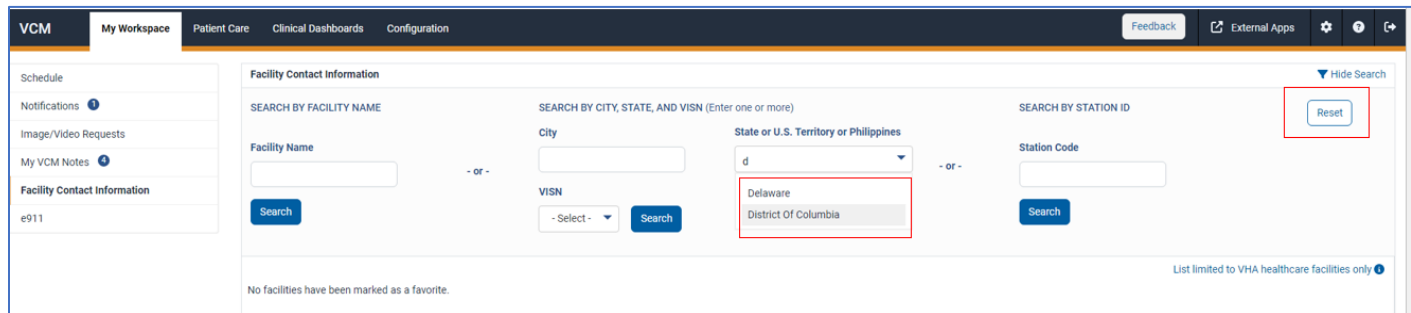 VCM My Workspace Patient Care Clinical Dashboards Configuration Feedback External Apps
Schedule
Notifications 1
Image/Video Requests
My VCM Notes 4
Facility Contact Information
e911
Facility Contact Information Hide Search
SEARCH BY FACILITY NAME
Facility Name
Search
- or -
SEARCH BY CITY, STATE, AND VISN (Enter one or more)
City
State or U.S. Territory or Philippines
d
Delaware
District Of Columbia
VISN
- Select - Search
- or -
SEARCH BY STATION ID
Station Code
Search
Reset
List limited to VHA healthcare facilities only
No facilities have been marked as a favorite.